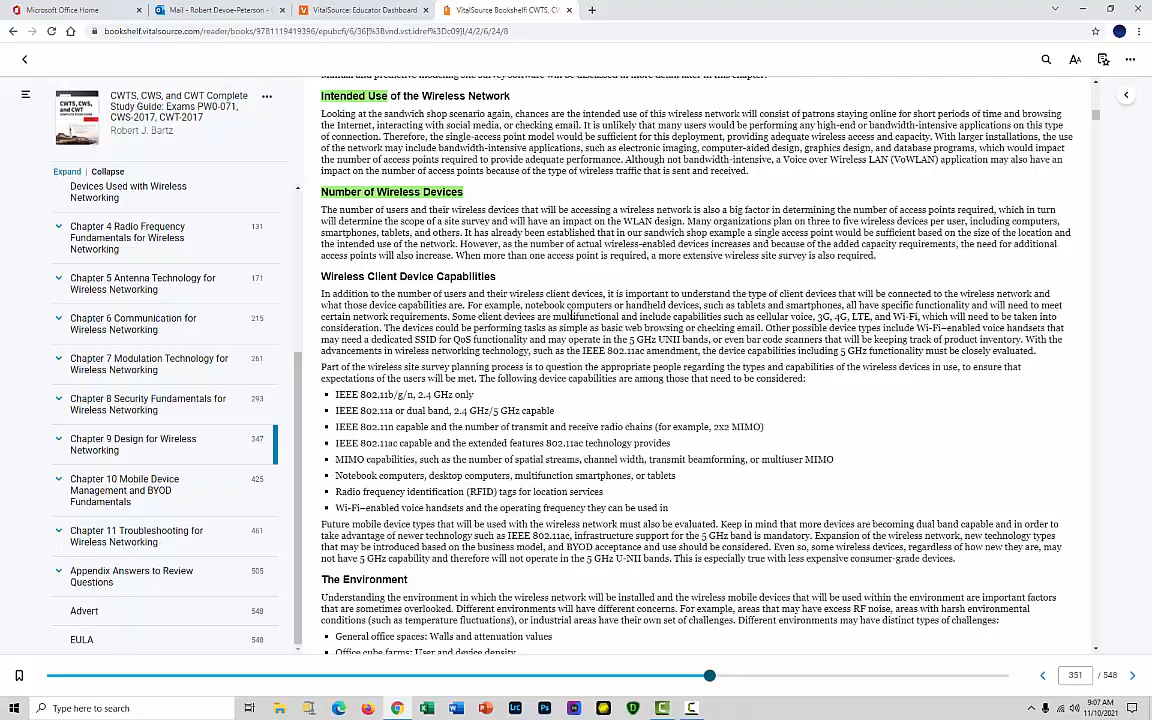 Microsoft Office Home
Mail - Robert Devoe-Peterson -
VitalSource: Educator Dashboard
VitalSource Bookshelf: CWTS, CW
bookshelf.vitalsource.com/reader/books/9781119419396/epubcfi/6/36[%3Bvnd.vst.idref%3Dc09]!/4/2/6/24/8
CWTS, CWS, and CWT Complete
Study Guide: Exams PW0-071,
CWS-2017, CWT-2017
Robert J. Bartz
Expand | Collapse
Devices Used with Wireless
Networking
Chapter 4 Radio Frequency
Fundamentals for Wireless
Networking
131
Chapter 5 Antenna Technology for
Wireless Networking
171
Chapter 6 Communication for
Wireless Networking
215
Chapter 7 Modulation Technology for
Wireless Networking
261
Chapter 8 Security Fundamentals for
Wireless Networking
293
Chapter 9 Design for Wireless
Networking
347
Chapter 10 Mobile Device
Management and BYOD
Fundamentals
425
Chapter 11 Troubleshooting for
Wireless Networking
461
Appendix Answers to Review
Questions
505
Advert
548
EULA
548
Manual and predictive modeling site survey software will be discussed in more detail later in this chapter.
Intended Use of the Wireless Network
Looking at the sandwich shop scenario again, chances are the intended use of this wireless network will consist of patrons staying online for short periods of time and browsing
the Internet, interacting with social media, or checking email. It is unlikely that many users would be performing any high-end or bandwidth-intensive applications on this type
of connection. Therefore, the single-access point model would be sufficient for this deployment, providing adequate wireless access and capacity. With larger installations, the use
of the network may include bandwidth-intensive applications, such as electronic imaging, computer-aided design, graphics design, and database programs, which would impact
the number of access points required to provide adequate performance. Although not bandwidth-intensive, a Voice over Wireless LAN (VoWLAN) application may also have an
impact on the number of access points because of the type of wireless traffic that is sent and received.
Number of Wireless Devices
The number of users and their wireless devices that will be accessing a wireless network is also a big factor in determining the number of access points required, which in turn
will determine the scope of a site survey and will have an impact on the WLAN design. Many organizations plan on three to five wireless devices per user, including computers,
smartphones, tablets, and others. It has already been established that in our sandwich shop example a single access point would be sufficient based on the size of the location and
the intended use of the network. However, as the number of actual wireless-enabled devices increases and because of the added capacity requirements, the need for additional
access points will also increase. When more than one access point is required, a more extensive wireless site survey is also required.
Wireless Client Device Capabilities
In addition to the number of users and their wireless client devices, it is important to understand the type of client devices that will be connected to the wireless network and
what those device capabilities are. For example, notebook computers or handheld devices, such as tablets and smartphones, all have specific functionality and will need to meet
certain network requirements. Some client devices are multifunctional and include capabilities such as cellular voice, 3G, 4G, LTE, and Wi-Fi, which will need to be taken into
consideration. The devices could be performing tasks as simple as basic web browsing or checking email. Other possible device types include Wi-Fi–enabled voice handsets that
may need a dedicated SSID for QoS functionality and may operate in the 5 GHz UNII bands, or even bar code scanners that will be keeping track of product inventory. With the
advancements in wireless networking technology, such as the IEEE 802.11ac amendment, the device capabilities including 5 GHz functionality must be closely evaluated.
Part of the wireless site survey planning process is to question the appropriate people regarding the types and capabilities of the wireless devices in use, to ensure that
expectations of the users will be met. The following device capabilities are among those that need to be considered:
▪ IEEE 802.11b/g/n, 2.4 GHz only
▪ IEEE 802.11a or dual band, 2.4 GHz/5 GHz capable
▪ IEEE 802.11n capable and the number of transmit and receive radio chains (for example, 2x2 MIMO)
▪ IEEE 802.11ac capable and the extended features 802.11ac technology provides
▪ MIMO capabilities, such as the number of spatial streams, channel width, transmit beamforming, or multiuser MIMO
▪ Notebook computers, desktop computers, multifunction smartphones, or tablets
▪ Radio frequency identification (RFID) tags for location services
▪ Wi-Fi–enabled voice handsets and the operating frequency they can be used in
Future mobile device types that will be used with the wireless network must also be evaluated. Keep in mind that more devices are becoming dual band capable and in order to
take advantage of newer technology such as IEEE 802.11ac, infrastructure support for the 5 GHz band is mandatory. Expansion of the wireless network, new technology types
that may be introduced based on the business model, and BYOD acceptance and use should be considered. Even so, some wireless devices, regardless of how new they are, may
not have 5 GHz capability and therefore will not operate in the 5 GHz U-NII bands. This is especially true with less expensive consumer-grade devices.
The Environment
Understanding the environment in which the wireless network will be installed and the wireless mobile devices that will be used within the environment are important factors
that are sometimes overlooked. Different environments will have different concerns. For example, areas that may have excess RF noise, areas with harsh environmental
conditions (such as temperature fluctuations), or industrial areas have their own set of challenges. Different environments may have distinct types of challenges:
▪ General office spaces: Walls and attenuation values
▪ Office cube farms: User and device density
351 / 548
Type here to search
9:07 AM
11/10/2021